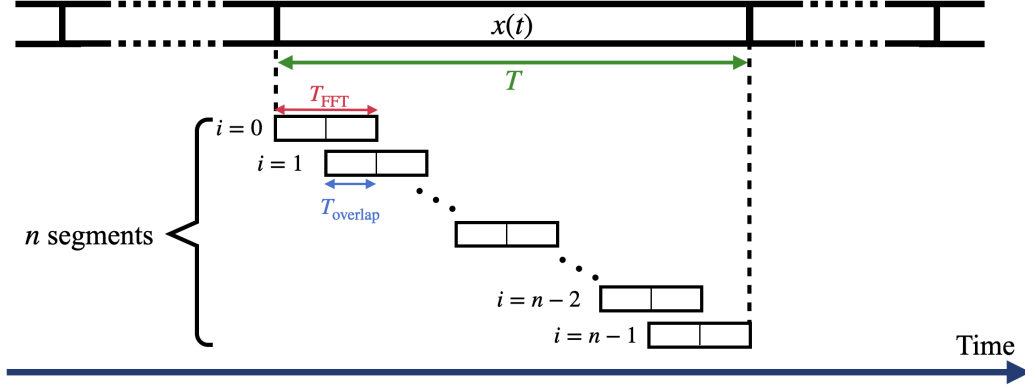 x(t)
T
T_FFT
i = 0
i = 1
T_overlap
n segments
i = n − 2
i = n − 1
Time